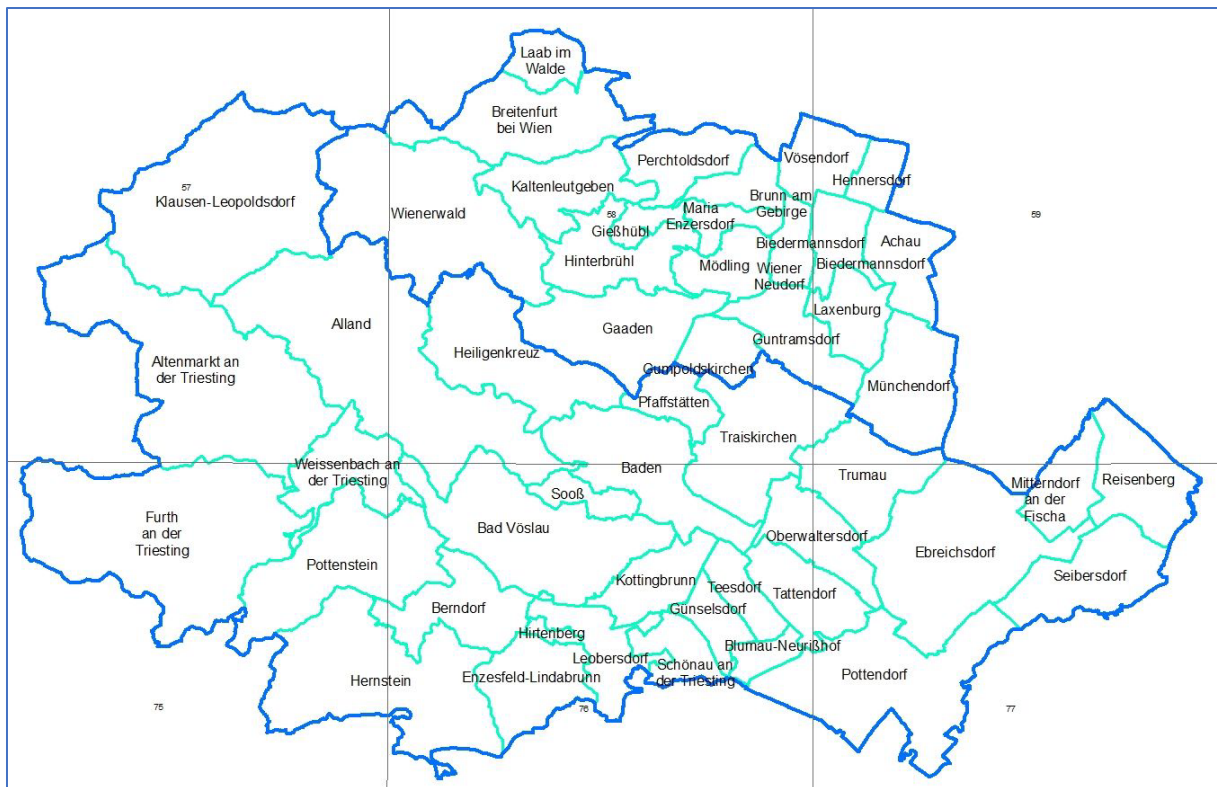 Laab im
Walde
Breitenfurt
bei Wien
Perchtoldsdorf
Vösendorf
Hennersdorf
57
Klausen-Leopoldsdorf
Kaltenleutgeben
Wienerwald
58
Gießhübl
Maria
Enzersdorf
Brunn am
Gebirge
59
Hinterbrühl
Mödling
Biedermannsdorf
Wiener
Neudorf
Biedermannsdorf
Achau
Alland
Gaaden
Laxenburg
Guntramsdorf
Heiligenkreuz
Altenmarkt an
der Triesting
Gumpoldskirchen
Münchendorf
Pfaffstätten
Traiskirchen
Baden
Weissenbach an
der Triesting
Trumau
Sooß
Mitterndorf
an der
Fischa
Reisenberg
Furth
an der
Triesting
Bad Vöslau
Oberwaltersdorf
Ebreichsdorf
Pottenstein
Kottingbrunn
Teesdorf
Tattendorf
Seibersdorf
Berndorf
Günselsdorf
Hirtenberg
Blumau-Neurißhof
Leobersdorf
Schönau an
der Triesting
Hernstein
Enzesfeld-Lindabrunn
Pottendorf
75
76
77